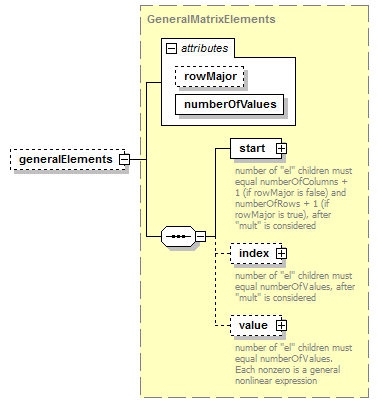 GeneralMatrixElements
attributes
rowMajor
numberOfValues
generalElements
start
number of "el" children must
equal numberOfColumns +
1 (if rowMajor is false) and
numberOfRows + 1 (if
rowMajor is true), after
"mult" is considered
index
number of "el" children must
equal numberOfValues, after
"mult" is considered
value
number of "el" children must
equal numberOfValues.
Each nonzero is a general
nonlinear expression